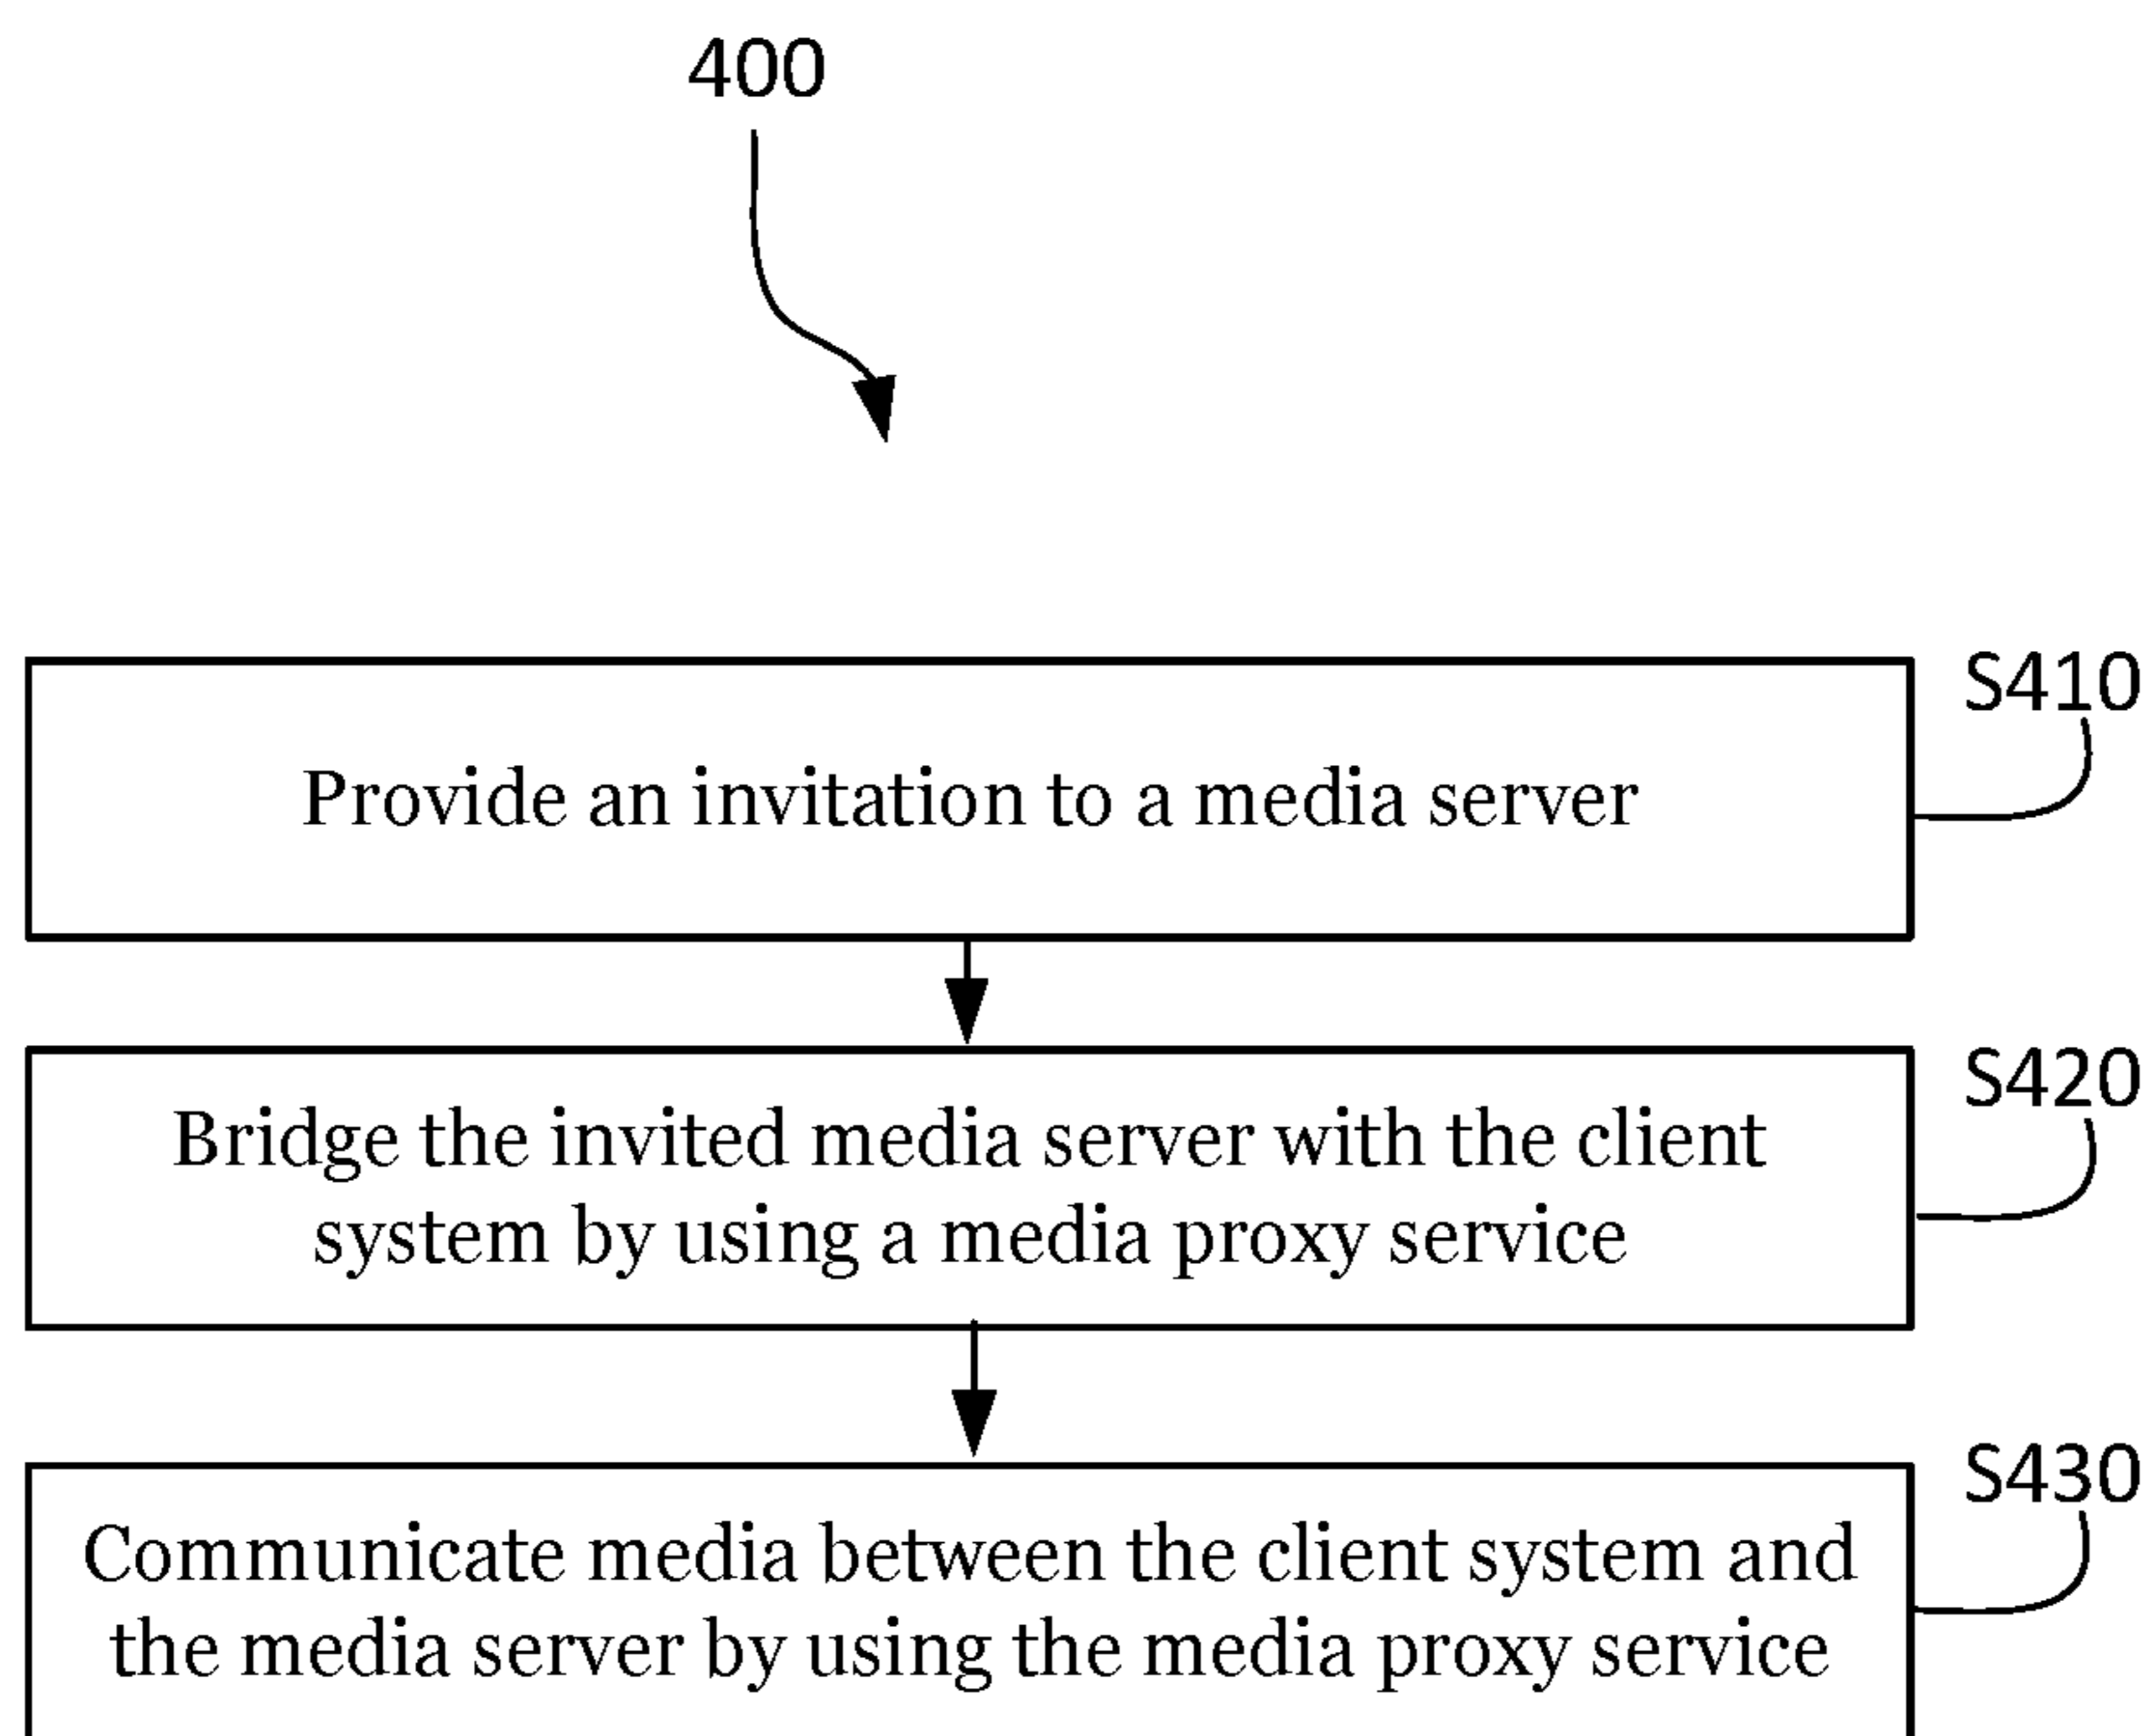 400
S410
Provide an invitation to a media server
S420
Bridge the invited media server with the client
system by using a media proxy service
S430
Communicate media between the client system and
the media server by using the media proxy service